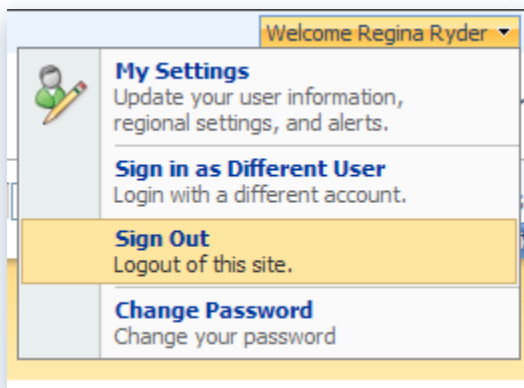 Welcome Regina Ryder
My Settings
Update your user information,
regional settings, and alerts.
Sign in as Different User
Login with a different account.
Sign Out
Logout of this site.
Change Password
Change your password